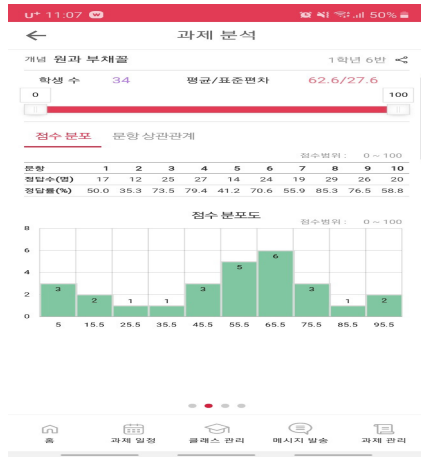 U+ 11:07 50%
과제 분석
개념 원과 부채꼴 1학년 6반
학생 수 34 평균/표준편차 62.6/27.6
0 100
점수 분포 문항 상관관계
점수범위 : 0 ~ 100
문항 1 2 3 4 5 6 7 8 9 10
정답수(명) 17 12 25 27 14 24 19 29 26 20
정답률(%) 50.0 35.3 73.5 79.4 41.2 70.6 55.9 85.3 76.5 58.8
점수 분포도
점수범위 : 0 ~ 100
8
6
4
2
0
3 2 1 1 3 5 6 3 1 2
5 15.5 25.5 35.5 45.5 55.5 65.5 75.5 85.5 95.5
홈 과제 일정 클래스 관리 메시지 발송 과제 관리